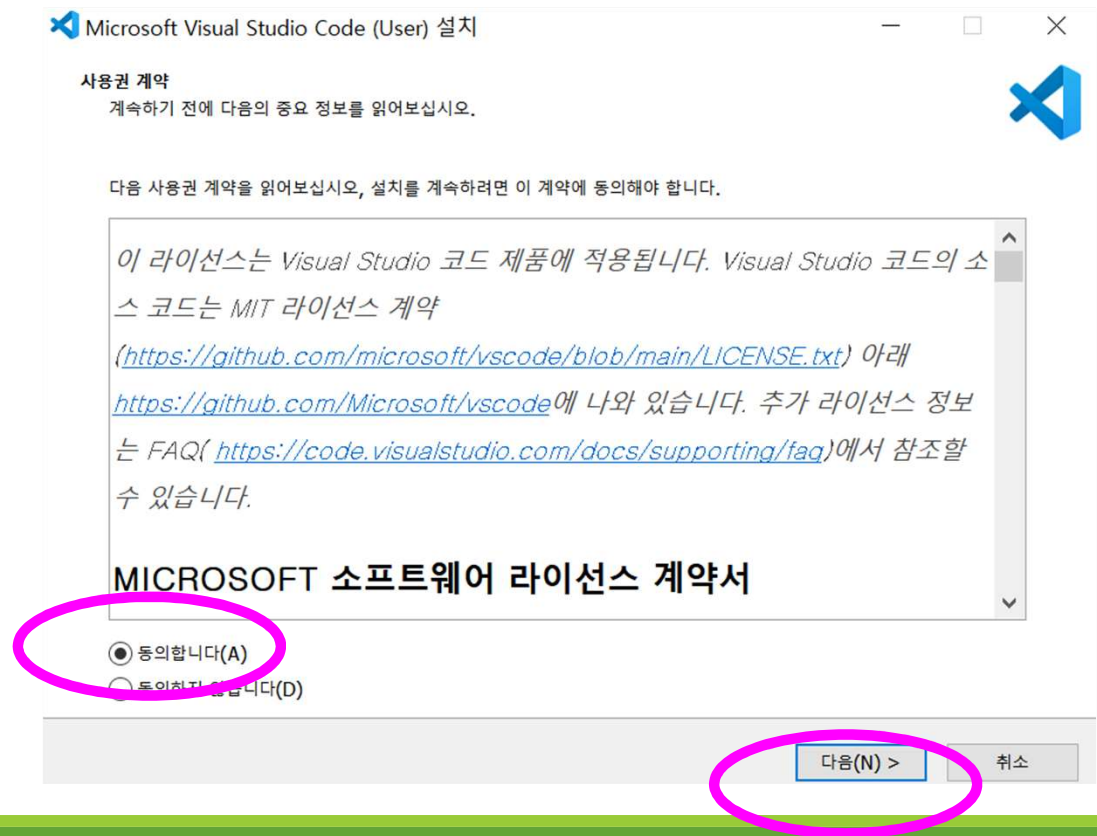 Microsoft Visual Studio Code (User) 설치
사용권 계약
계속하기 전에 다음의 중요 정보를 읽어보십시오.
다음 사용권 계약을 읽어보십시오, 설치를 계속하려면 이 계약에 동의해야 합니다.
이 라이선스는 Visual Studio 코드 제품에 적용됩니다. Visual Studio 코드의 소
스 코드는 MIT 라이선스 계약
(https://github.com/microsoft/vscode/blob/main/LICENSE.txt) 아래
https://github.com/Microsoft/vscode에 나와 있습니다. 추가 라이선스 정보
는 FAQ( https://code.visualstudio.com/docs/supporting/faq)에서 참조할
수 있습니다.
MICROSOFT 소프트웨어 라이선스 계약서
동의합니다(A)
동의하지 않습니다(D)
다음(N) >
취소